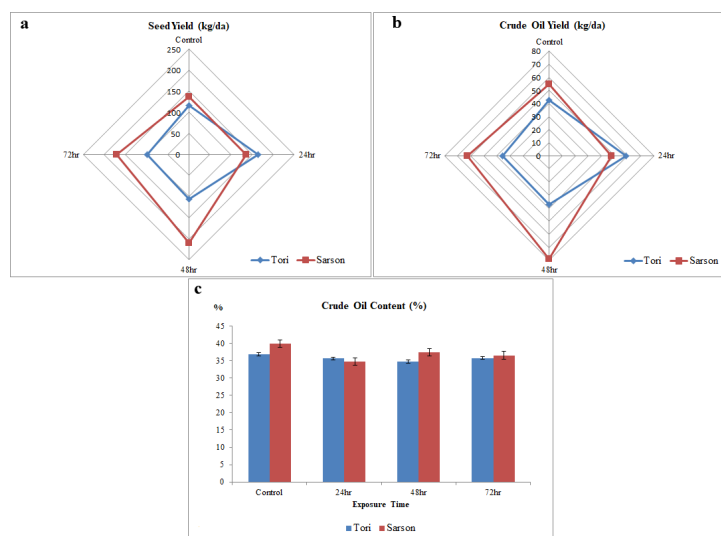 a
Seed Yield (kg/da)
Control
250
200
150
100
50
0
72hr
24hr
48hr
Tori
Sarson
b
Crude Oil Yield (kg/da)
Control
80
70
60
50
40
30
20
10
0
72hr
24hr
48hr
Tori
Sarson
c
Crude Oil Content (%)
%
45
40
35
30
25
20
15
10
5
0
Control 24hr 48hr 72hr
Exposure Time
Tori Sarson